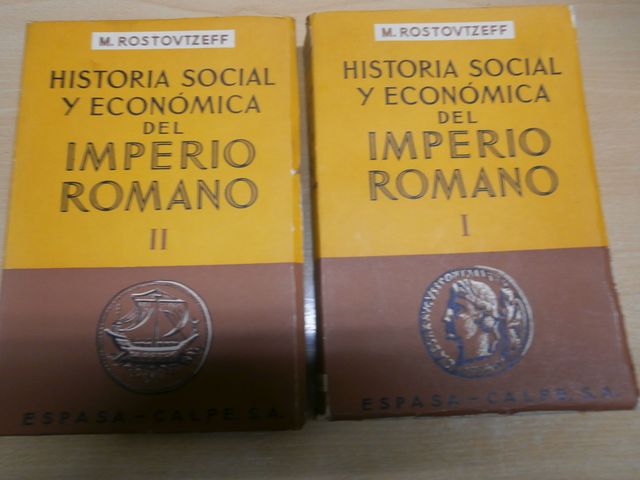 M. ROSTOVTZEFF
HISTORIA SOCIAL
Y ECONÓMICA
DEL
IMPERIO
ROMANO
II
ESPASA-CALPE, S.A.
M. ROSTOVTZEFF
HISTORIA SOCIAL
Y ECONÓMICA
DEL
IMPERIO
ROMANO
I
ESPASA-CALPE, S.A.